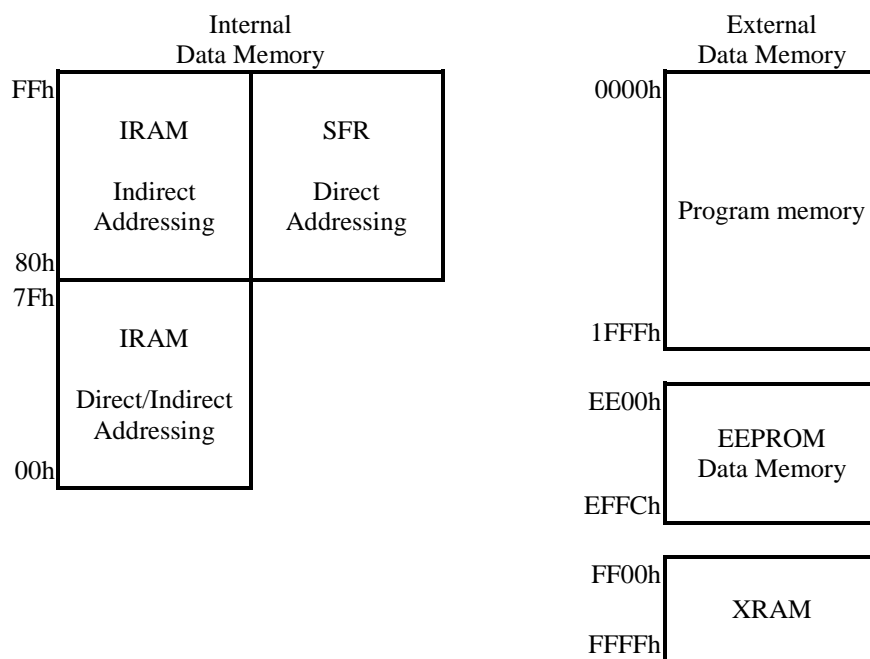 Internal
Data Memory
FFh
IRAM
Indirect
Addressing
SFR
Direct
Addressing
80h
7Fh
IRAM
Direct/Indirect
Addressing
00h
External
Data Memory
0000h
Program memory
1FFFh
EE00h
EEPROM
Data Memory
EFFCh
FF00h
XRAM
FFFFh